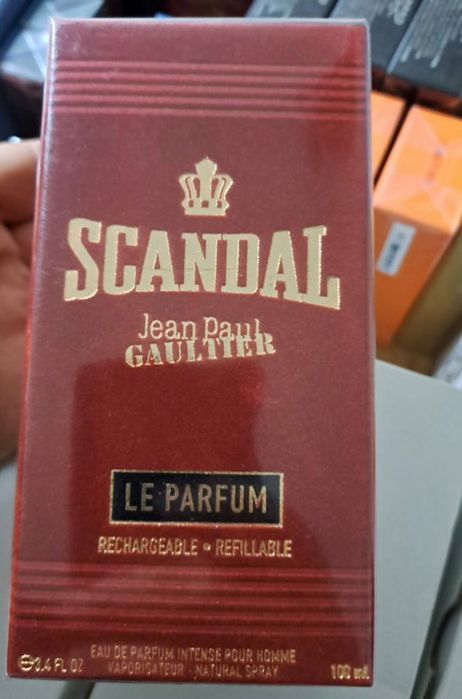 SCANDAL
Jean Paul
GAULTIER
LE PARFUM
RECHARGEABLE • REFILLABLE
EAU DE PARFUM INTENSE POUR HOMME
VAPORISATEUR - NATURAL SPRAY
℮3.4 FL OZ
100 ml